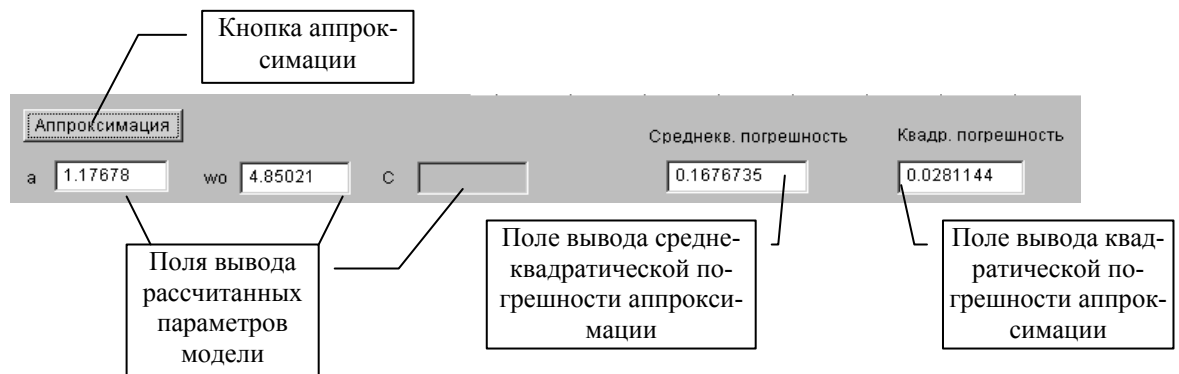 Кнопка аппрок-
симации
Аппроксимация
Среднекв. погрешность
Квадр. погрешность
a 1.17678 wo 4.85021 C
0.1676735
0.0281144
Поля вывода
рассчитанных
параметров
модели
Поле вывода средне-
квадратической по-
грешности аппрокси-
мации
Поле вывода квад-
ратической по-
грешности аппрок-
симации